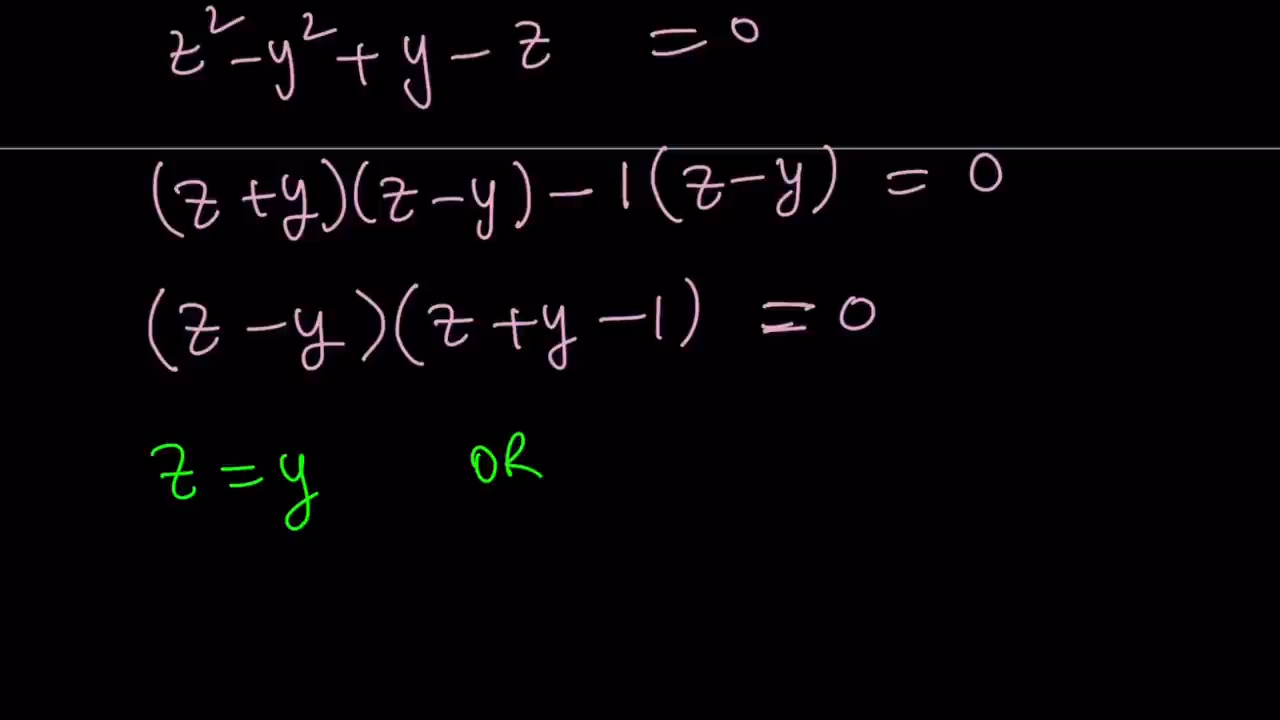 z² - y² + y - z = 0
(z + y)(z - y) - 1(z - y) = 0
(z - y)(z + y - 1) = 0
z = y OR